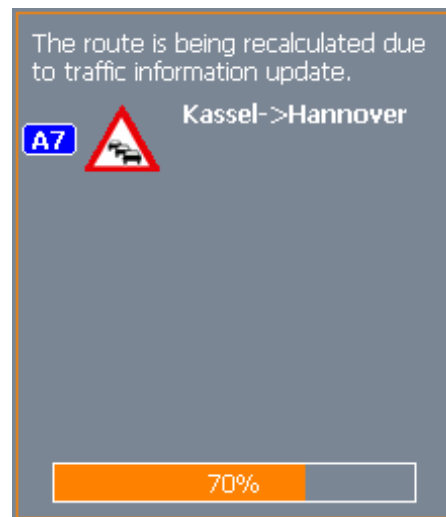 The route is being recalculated due
to traffic information update.
Kassel->Hannover
A7
70%